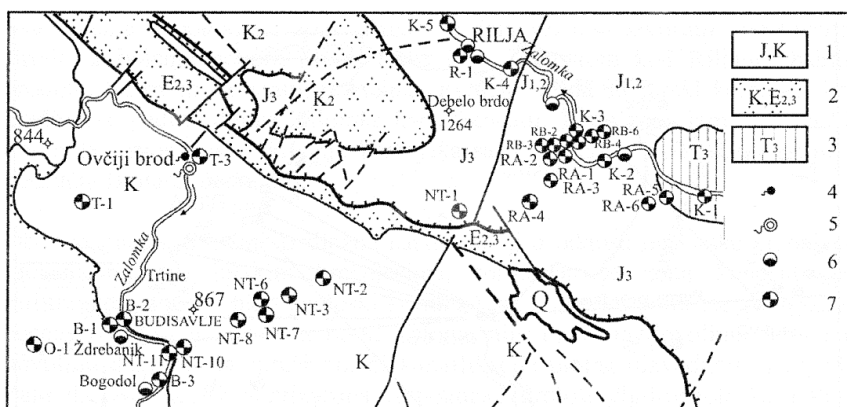 K-5
RILJA
K2
Zalomka
J,K
1
R-1
K-4
J1,2
J1,2
E2,3
J3
K2
Debelo brdo
1264
K,E2,3
2
K-3
844
RB-2
RB-6
RB-3
RB-4
Ovčiji brod
J3
RA-2
T3
T3
3
T-3
RA-1
K-2
K
RA-3
RA-5
4
T-1
NT-1
RA-4
RA-6
K-1
5
E2,3
Zalomka
J3
Trtine
NT-6
NT-2
6
867
NT-3
Q
B-2
B-1
BUDISAVLJE
NT-8
NT-7
7
O-1
Ždrebanik
NT-11
NT-10
K
K
Bogodol
B-3